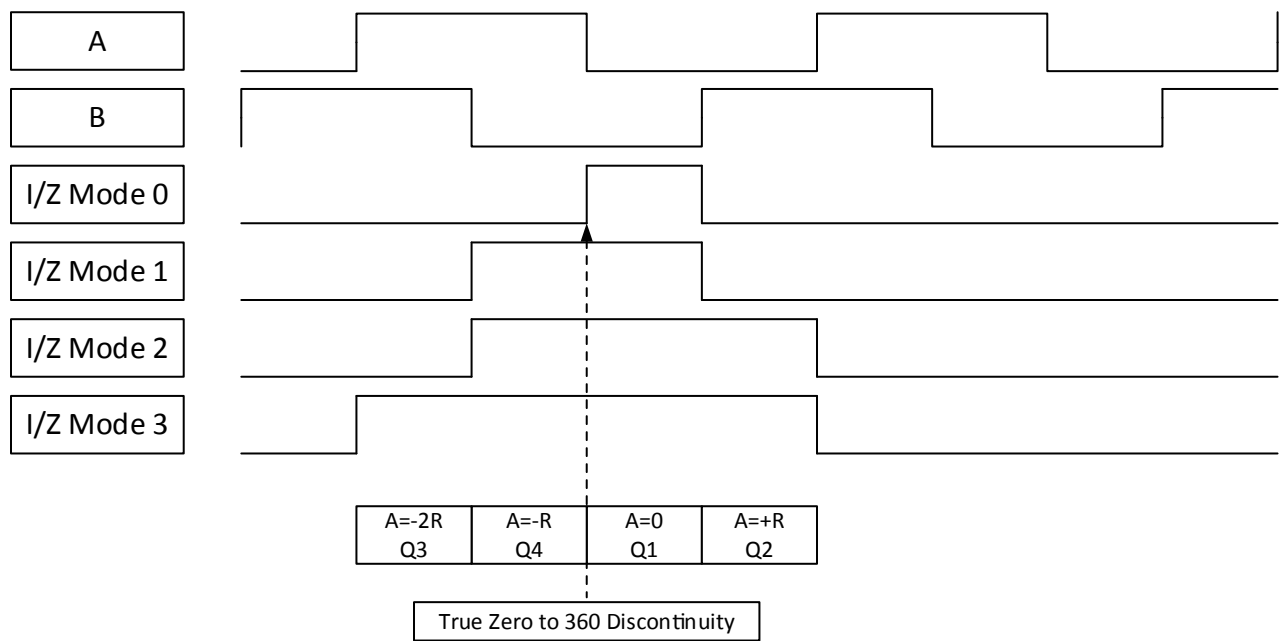 A
B
I/Z Mode 0
I/Z Mode 1
I/Z Mode 2
I/Z Mode 3
A=-2R A=-R A=0 A=+R
Q3 Q4 Q1 Q2
True Zero to 360 Discontinuity